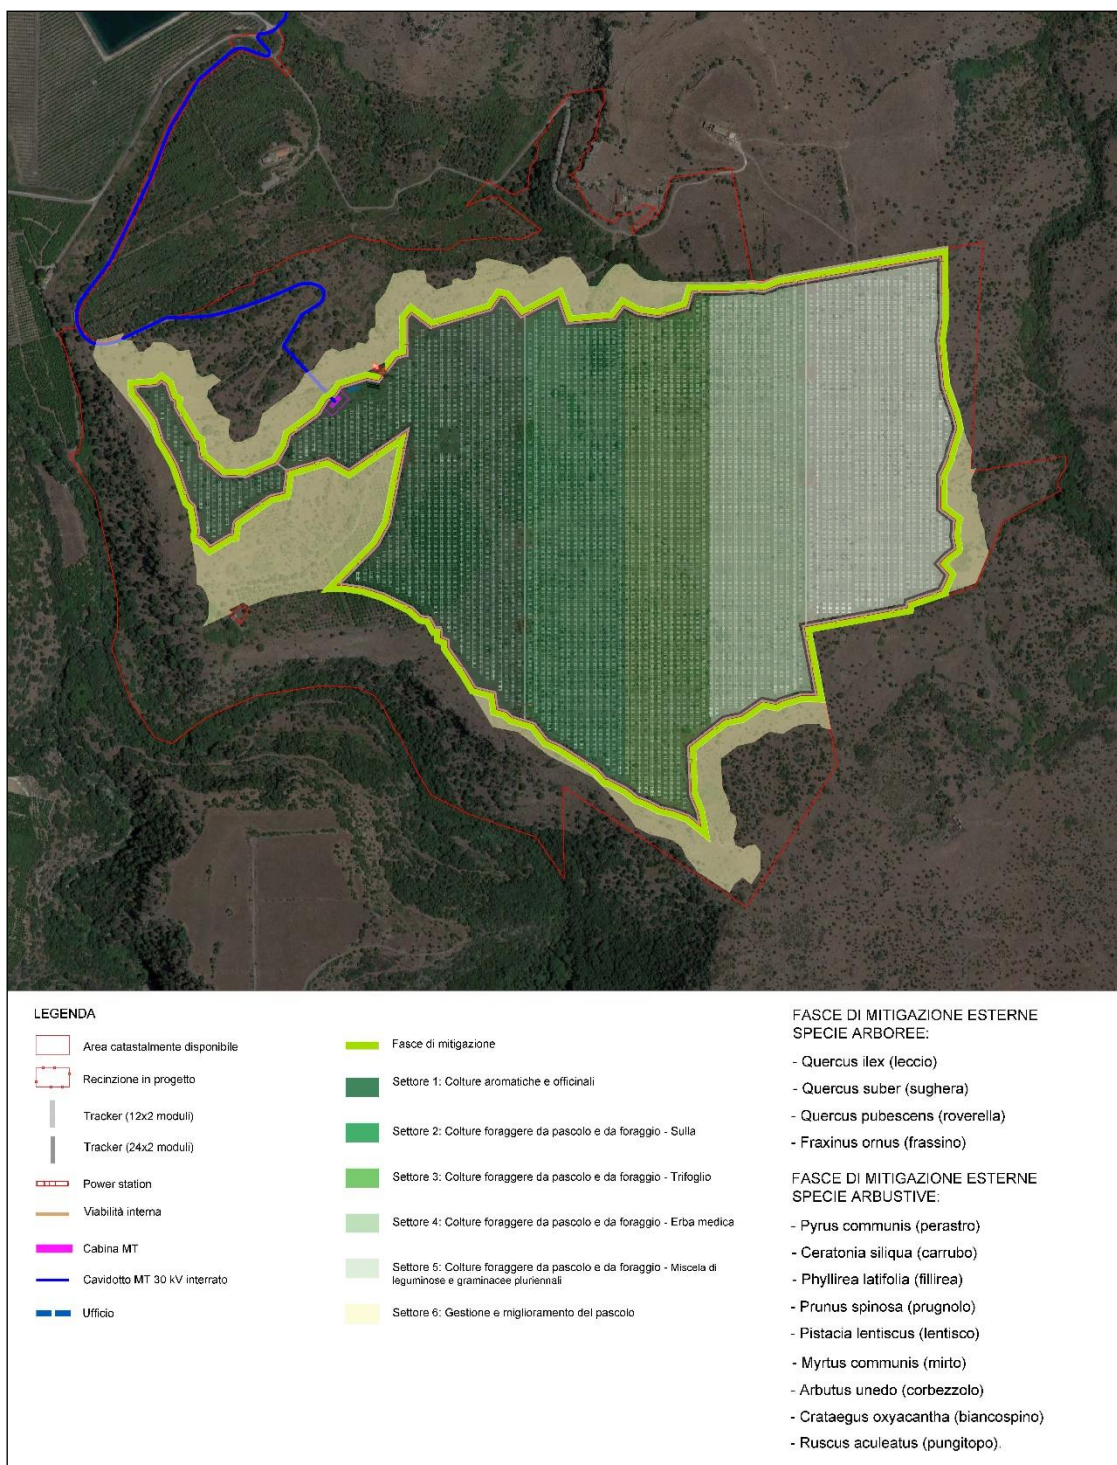 LEGENDA
Area catastalmente disponibile
Recinzione in progetto
Tracker (12x2 moduli)
Tracker (24x2 moduli)
Power station
Viabilità interna
Cabina MT
Cavidotto MT 30 kV interrato
Ufficio
Fasce di mitigazione
Settore 1: Colture aromatiche e officinali
Settore 2: Colture foraggere da pascolo e da foraggio - Sulla
Settore 3: Colture foraggere da pascolo e da foraggio - Trifoglio
Settore 4: Colture foraggere da pascolo e da foraggio - Erba medica
Settore 5: Colture foraggere da pascolo e da foraggio - Miscela di
leguminose e graminacee pluriennali
Settore 6: Gestione e miglioramento del pascolo
FASCE DI MITIGAZIONE ESTERNE
SPECIE ARBOREE:
- Quercus ilex (leccio)
- Quercus suber (sughera)
- Quercus pubescens (roverella)
- Fraxinus ornus (frassino)
FASCE DI MITIGAZIONE ESTERNE
SPECIE ARBUSTIVE:
- Pyrus communis (perastro)
- Ceratonia siliqua (carrubo)
- Phyllirea latifolia (fillirea)
- Prunus spinosa (prugnolo)
- Pistacia lentiscus (lentisco)
- Myrtus communis (mirto)
- Arbutus unedo (corbezzolo)
- Crataegus oxyacantha (biancospino)
- Ruscus aculeatus (pungitopo).